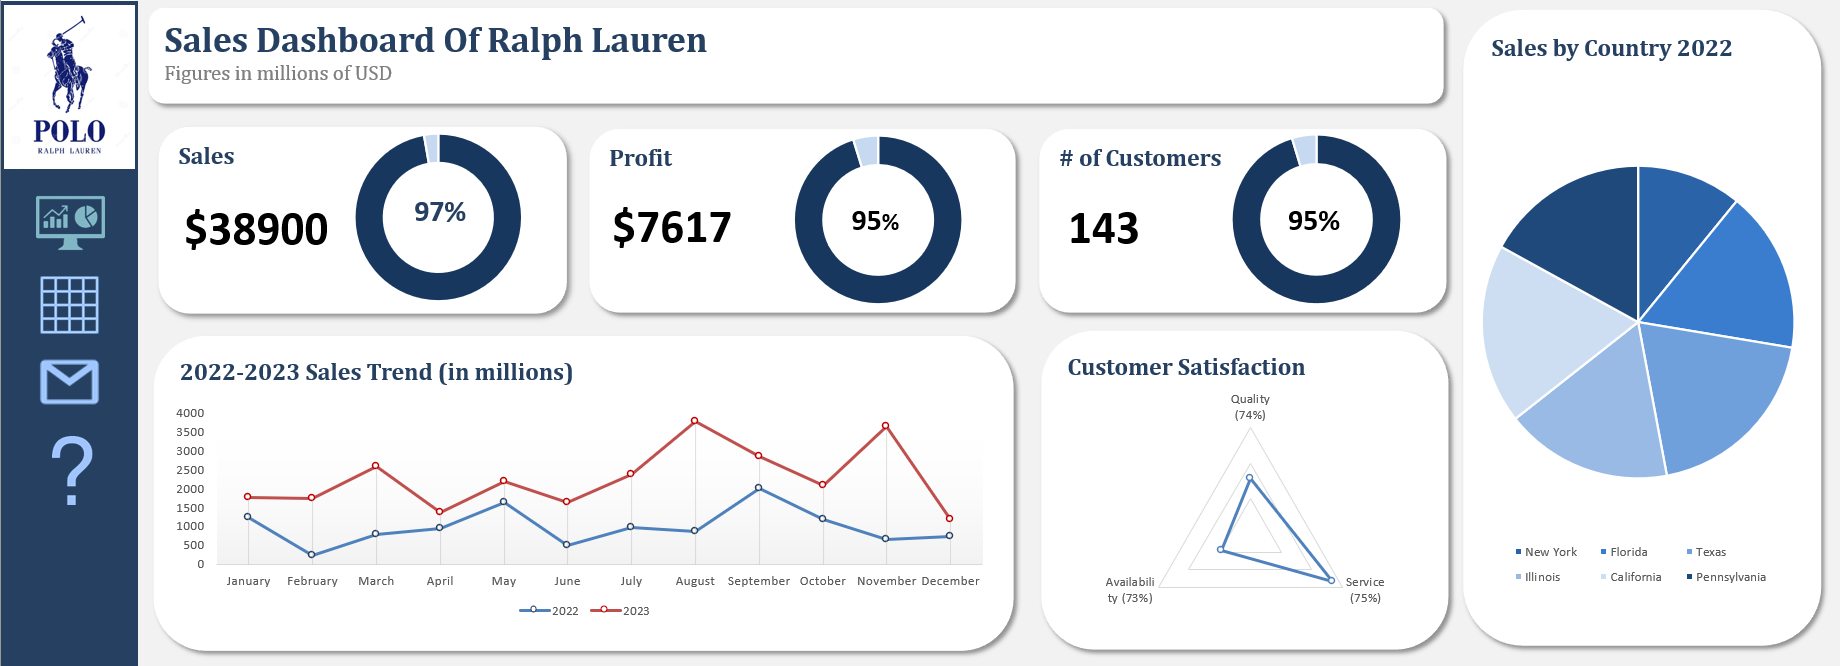 POLO
RALPH LAUREN
Sales Dashboard Of Ralph Lauren
Figures in millions of USD
Sales
$38900
97%
Profit
$7617
95%
# of Customers
143
95%
2022-2023 Sales Trend (in millions)
4000
3500
3000
2500
2000
1500
1000
500
0
January February March April May June July August September October November December
2022 2023
Customer Satisfaction
Quality
(74%)
Availabili
ty (73%)
Service
(75%)
Sales by Country 2022
New York Florida Texas
Illinois California Pennsylvania